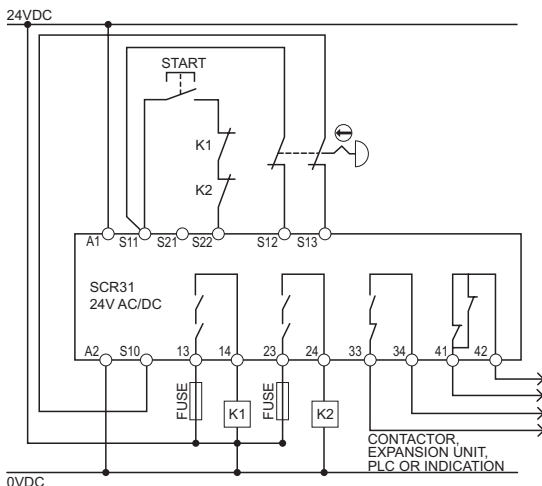 24VDC
START
K1
K2
A1 S11 S21 S22 S12 S13
SCR31
24V AC/DC
A2 S10 13 14 23 24 33 34 41 42
FUSE
K1
FUSE
K2
CONTACTOR,
EXPANSION UNIT,
PLC OR INDICATION
0VDC